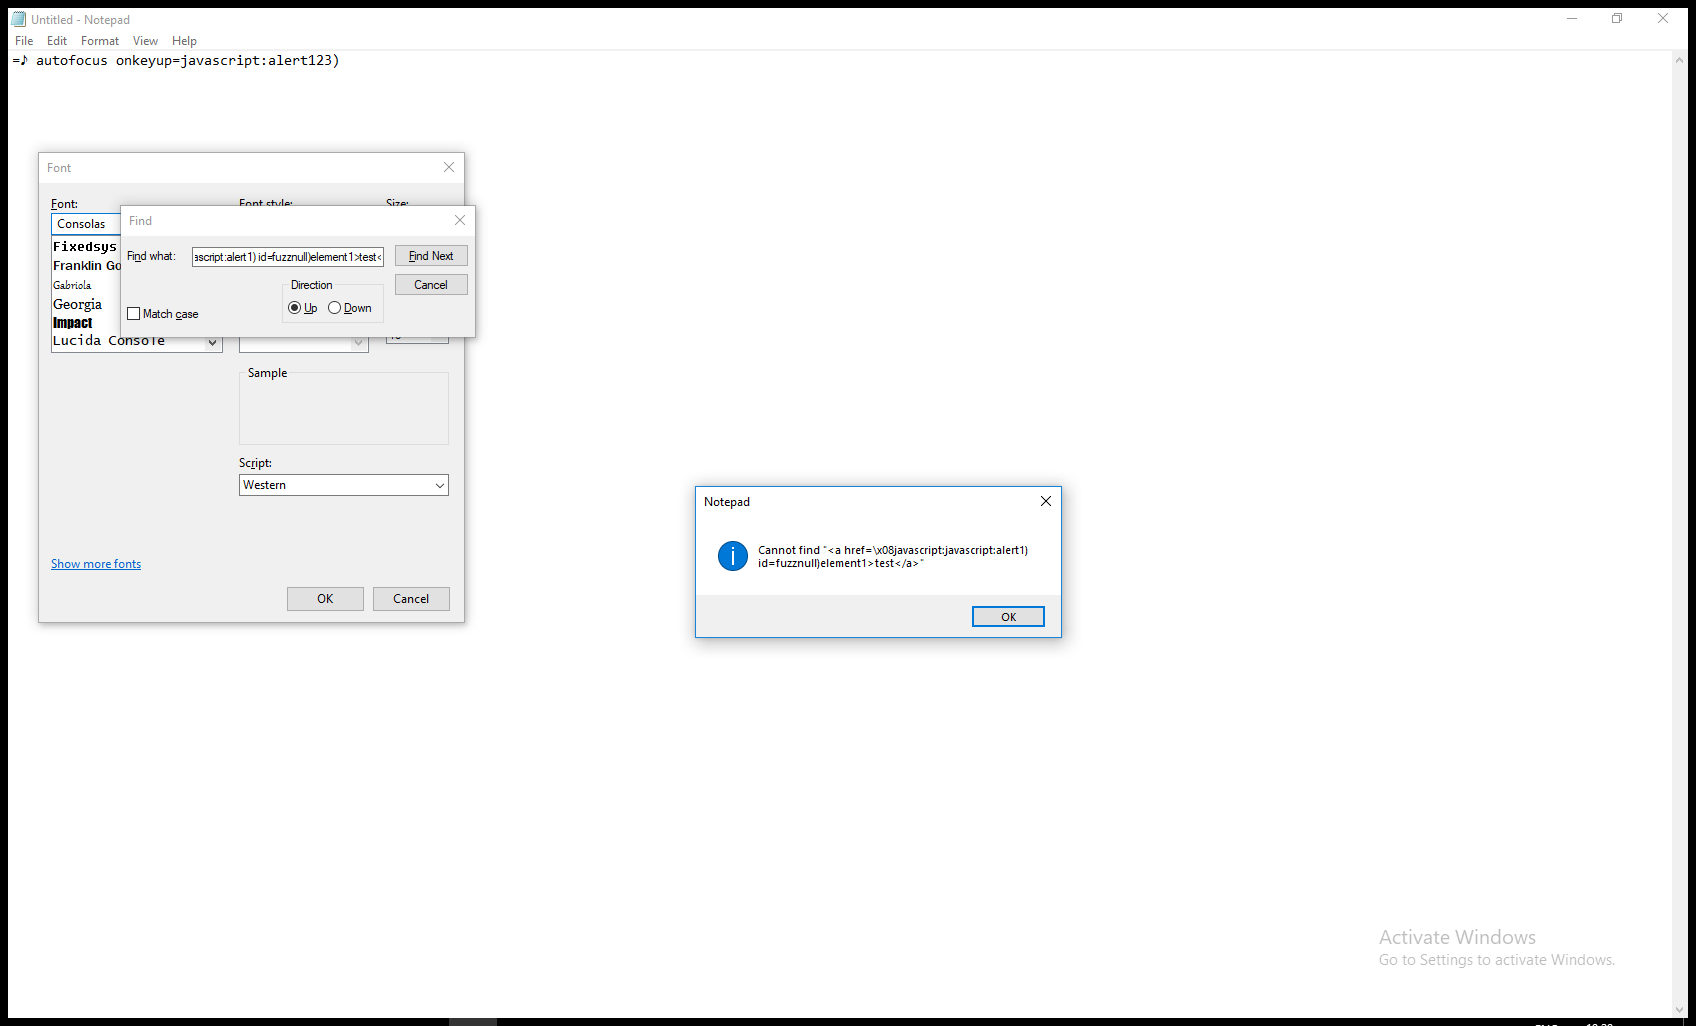 Untitled - Notepad
File Edit Format View Help
=♪ autofocus onkeyup=javascript:alert123)
Font
Font: Font style: Size:
Consolas
Fixedsys
Franklin Go
Gabriola
Georgia
Impact
Lucida Console
Find
Find what: ascript:alert1) id=fuzznull)element1>test< Find Next
Direction Cancel
Up Down
Match case
Sample
Script:
Western
Show more fonts
OK Cancel
Notepad
Cannot find "<a href=\x08javascript:javascript:alert1)
id=fuzznull)element1>test</a>"
OK
Activate Windows
Go to Settings to activate Windows.